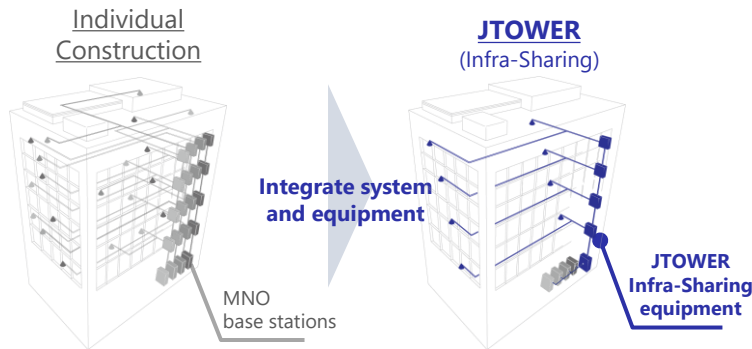 Individual
Construction
JTOWER
(Infra-Sharing)
Integrate system
and equipment
MNO
base stations
JTOWER
Infra-Sharing
equipment